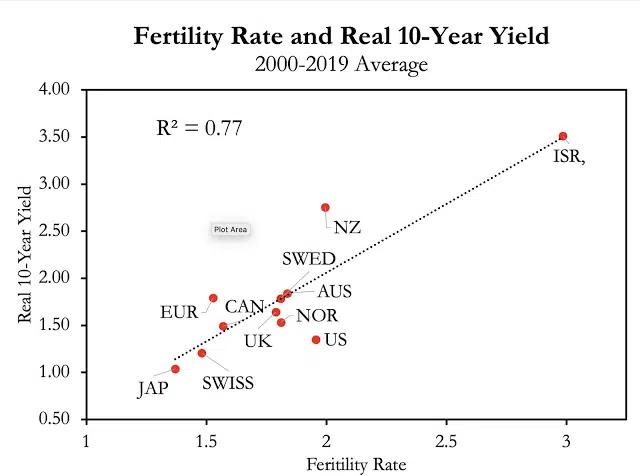 Fertility Rate and Real 10-Year Yield
2000-2019 Average
4.00
R² = 0.77
3.50
ISR,
3.00
NZ
2.50
Plot Area
SWED
2.00
AUS
EUR
CAN
NOR
1.50
UK
US
SWISS
1.00
JAP
0.50
Real 10-Year Yield
1
1.5
2
2.5
3
Feritility Rate